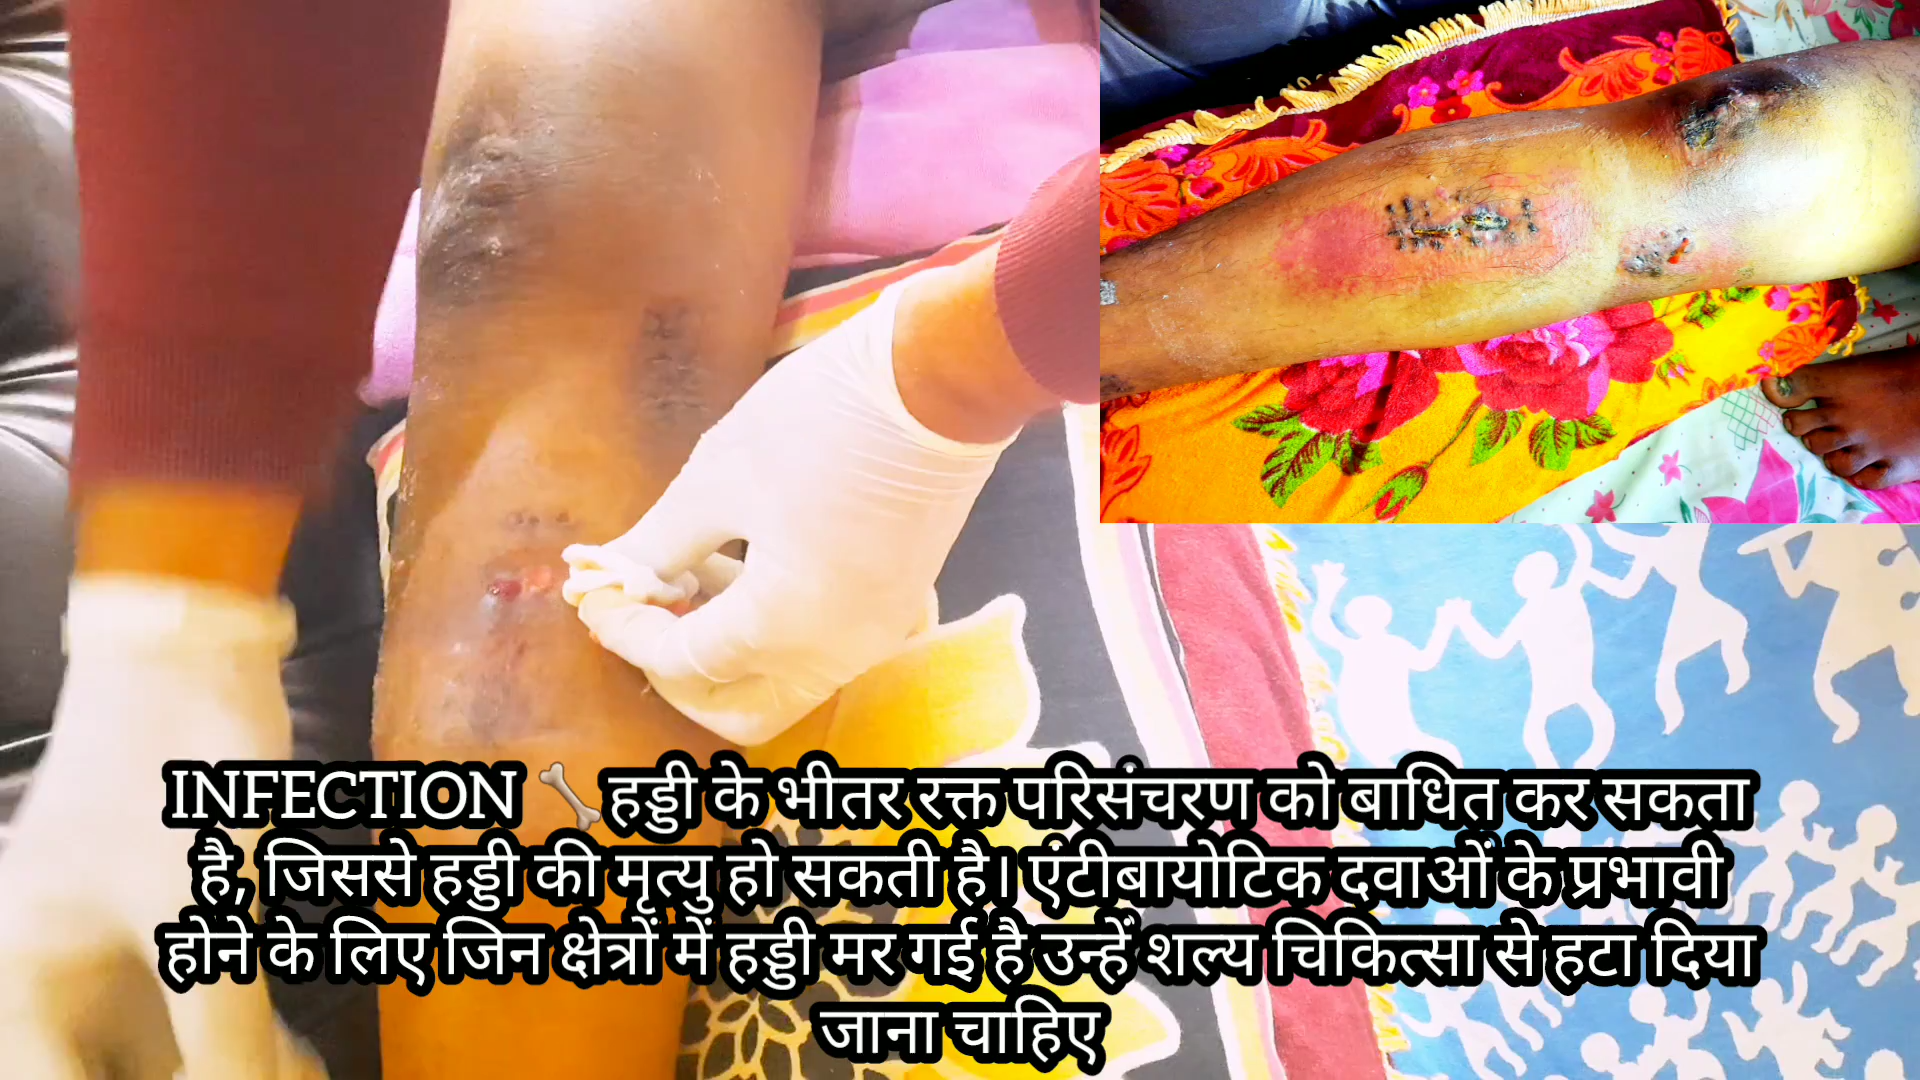 INFECTION 🦴हड्डी के भीतर रक्त परिसंचरण को बाधित कर सकता
है, जिससे हड्डी की मृत्यु हो सकती है। एंटीबायोटिक दवाओं के प्रभावी
होने के लिए जिन क्षेत्रों में हड्डी मर गई है उन्हें शल्य चिकित्सा से हटा दिया
जाना चाहिए